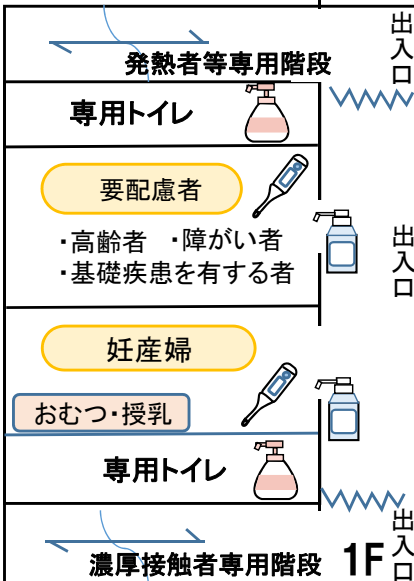 出入口
発熱者等専用階段
専用トイレ
要配慮者
・高齢者 ・障がい者
・基礎疾患を有する者
出入口
妊産婦
おむつ・授乳
専用トイレ
濃厚接触者専用階段
1F
出入口